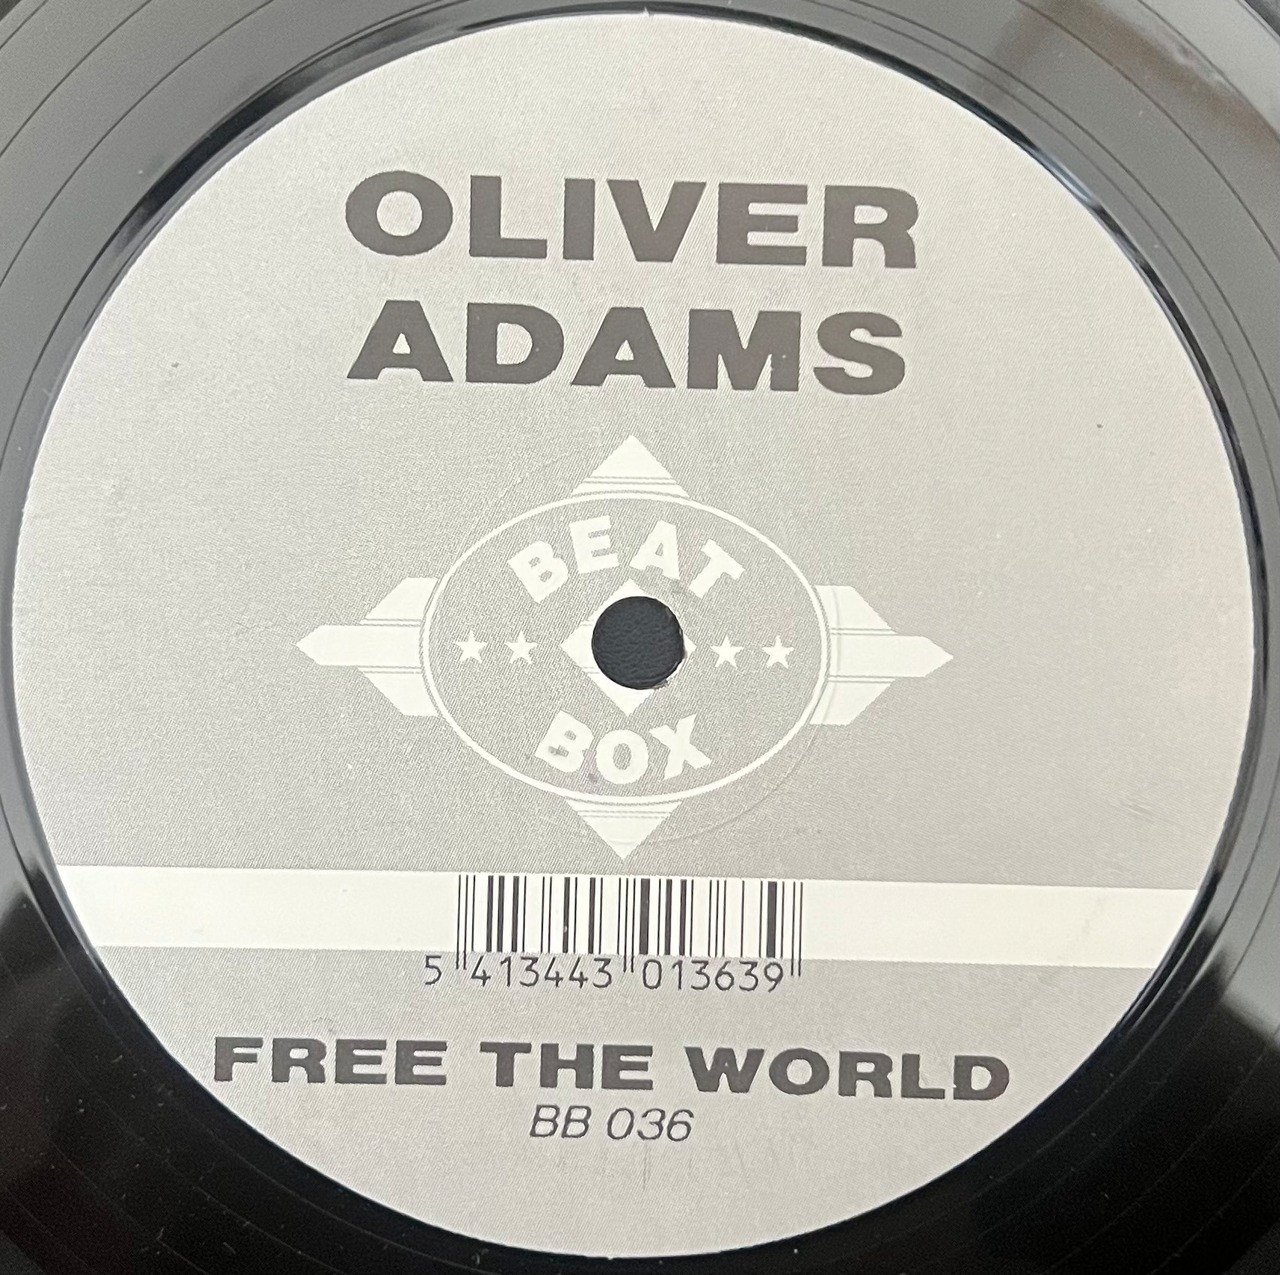 OLIVER
ADAMS
BEAT
BOX
5 413443 013639
FREE THE WORLD
BB 036